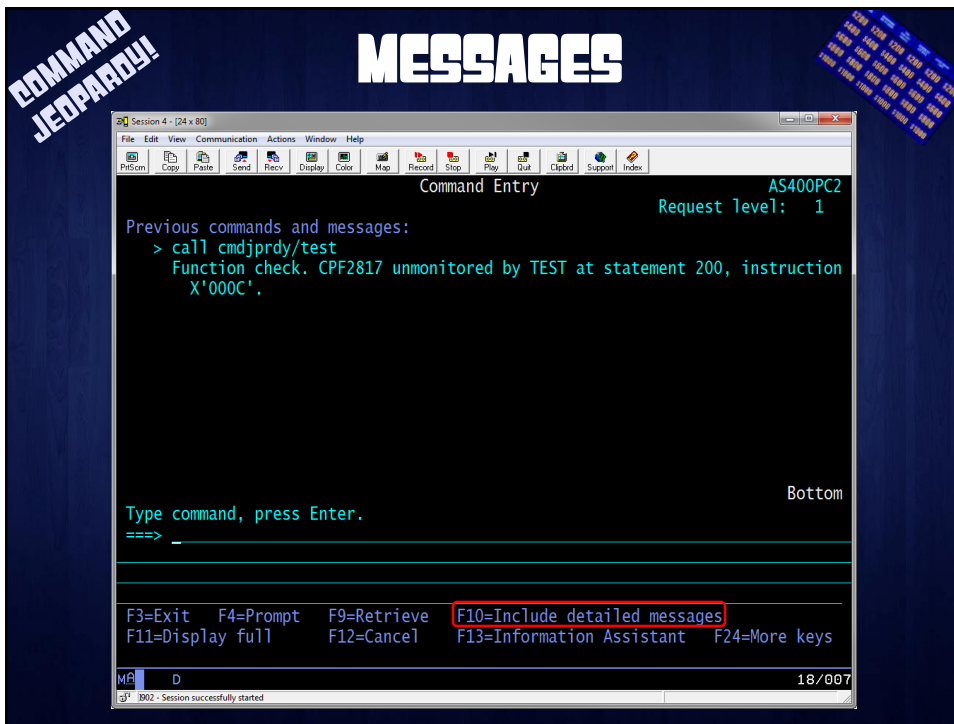 COMMAND
JEOPARDY!
MESSAGES
Session 4 - [24 x 80]
File Edit View Communication Actions Window Help
PrtScrn Copy Paste Send Recv Display Color Map Record Stop Play Quit Clipbrd Support Index
Command Entry AS400PC2
Request level: 1
Previous commands and messages:
> call cmdjprdy/test
Function check. CPF2817 unmonitored by TEST at statement 200, instruction
X'000C'.
Bottom
Type command, press Enter.
===> _
F3=Exit F4=Prompt F9=Retrieve F10=Include detailed messages
F11=Display full F12=Cancel F13=Information Assistant F24=More keys
MA D 18/007
I902 - Session successfully started